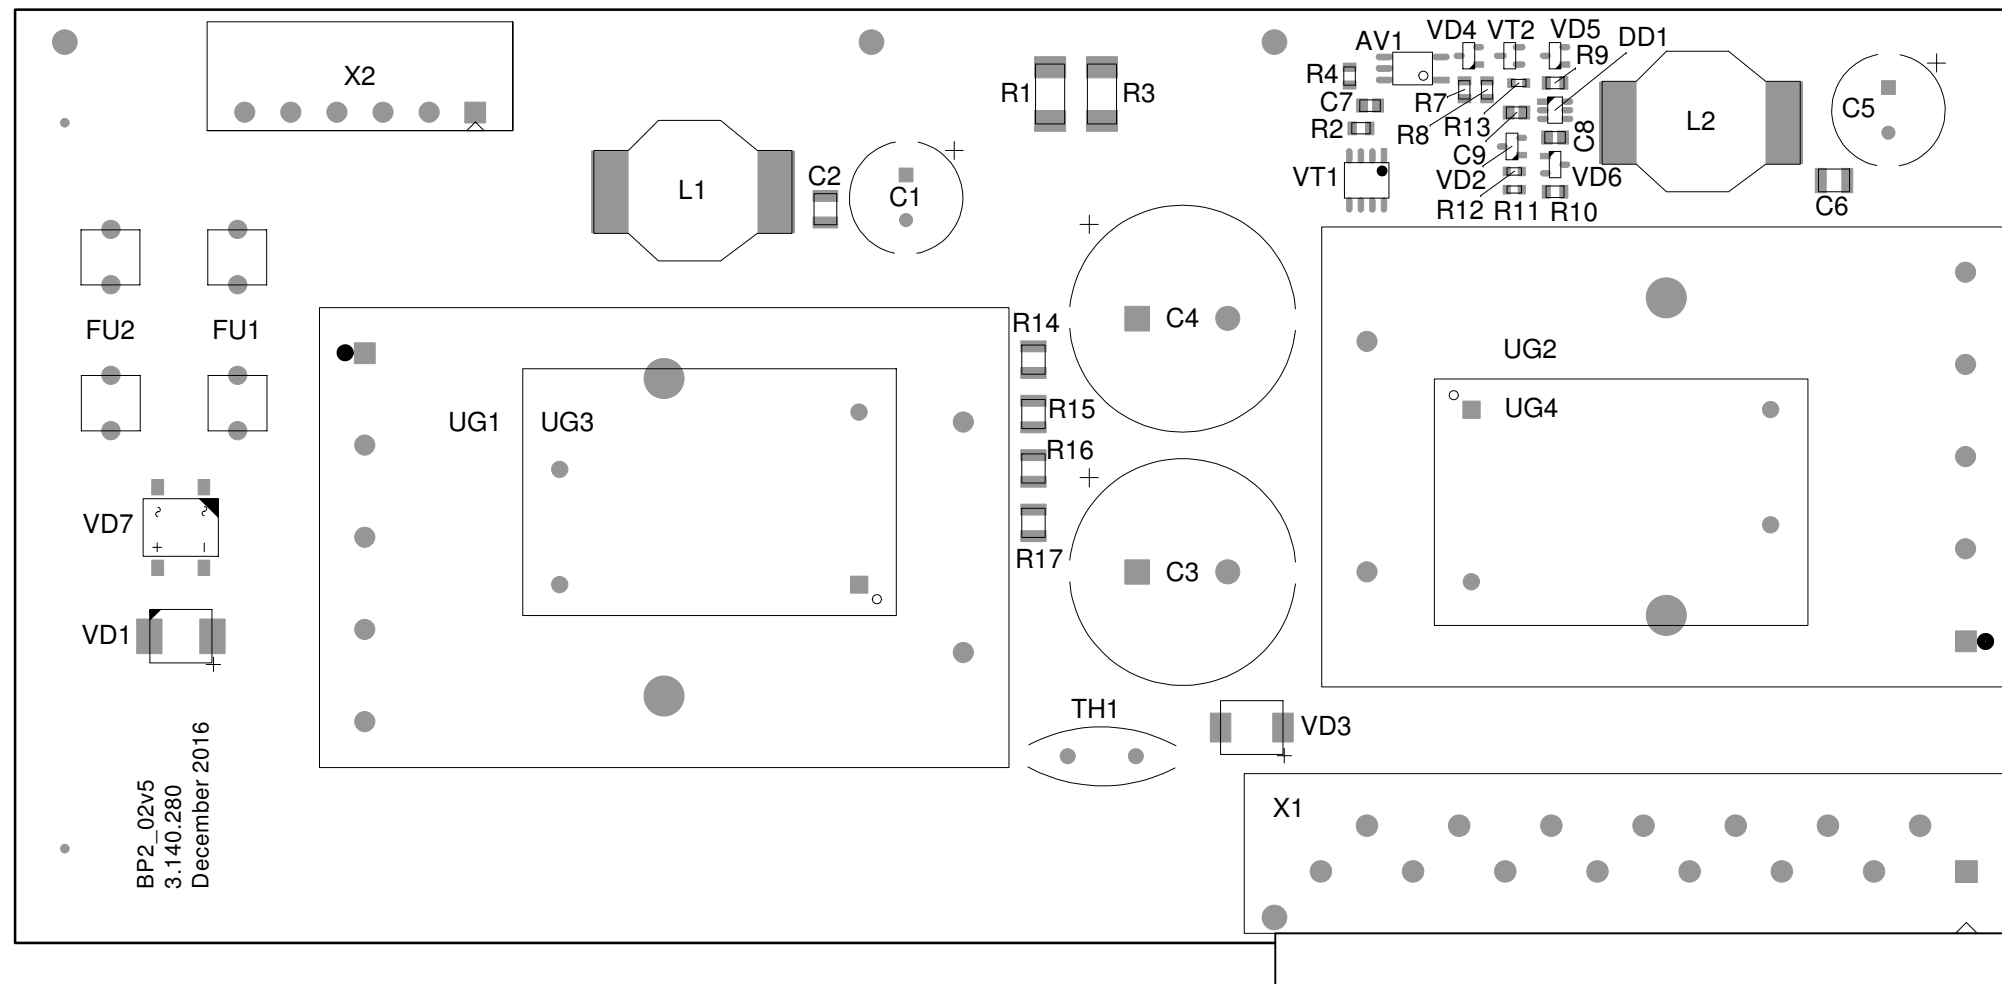 X2
R1
R3
AV1
VD4
VT2
VD5
DD1
R9
R4
C7
R7
R2
R8
R13
C9
C8
VT1
VD2
VD6
R12
R11
R10
L2
C5
C6
L1
C2
C1
FU2
FU1
R14
C4
UG2
UG1
UG3
R15
R16
UG4
VD7
~ ~
+ –
R17
C3
VD1
TH1
VD3
X1
BP2_02v5
3.140.280
December 2016